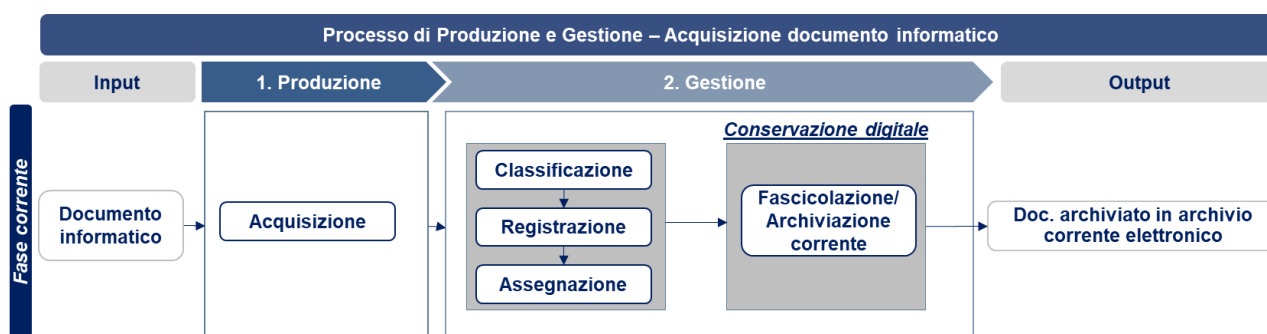 Processo di Produzione e Gestione – Acquisizione documento informatico
Input
1. Produzione
2. Gestione
Output
Fase corrente
Documento
informatico
Acquisizione
Classificazione
Registrazione
Assegnazione
Conservazione digitale
Fascicolazione/
Archiviazione
corrente
Doc. archiviato in archivio
corrente elettronico